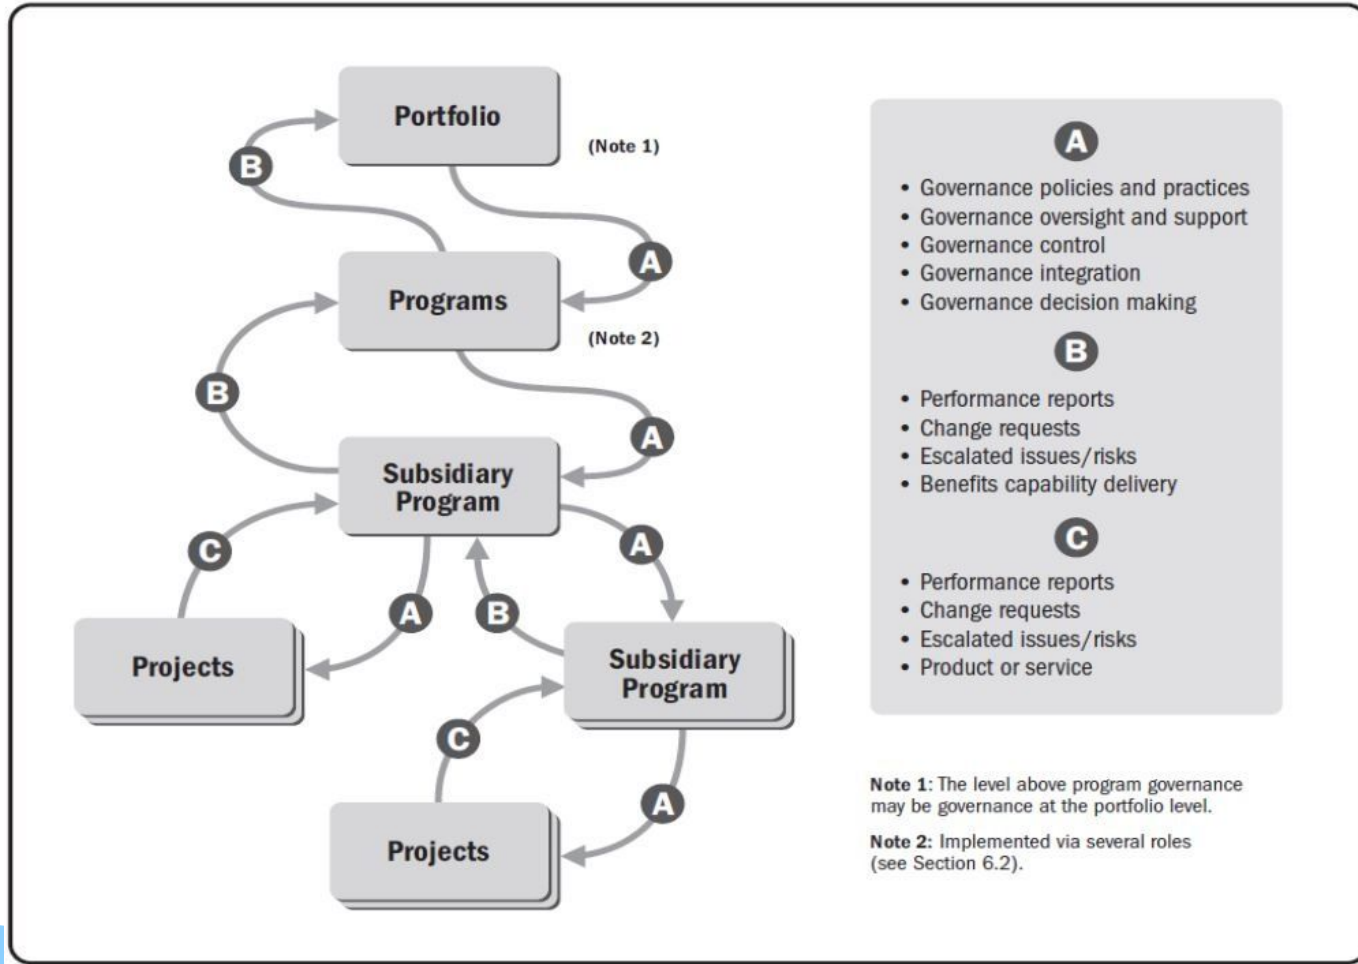 Portfolio
(Note 1)
B
A
Programs
(Note 2)
B
A
Subsidiary
Program
C
A
A
B
Projects
Subsidiary
Program
C
A
Projects
A
• Governance policies and practices
• Governance oversight and support
• Governance control
• Governance integration
• Governance decision making
B
• Performance reports
• Change requests
• Escalated issues/risks
• Benefits capability delivery
C
• Performance reports
• Change requests
• Escalated issues/risks
• Product or service
Note 1: The level above program governance
may be governance at the portfolio level.
Note 2: Implemented via several roles
(see Section 6.2).